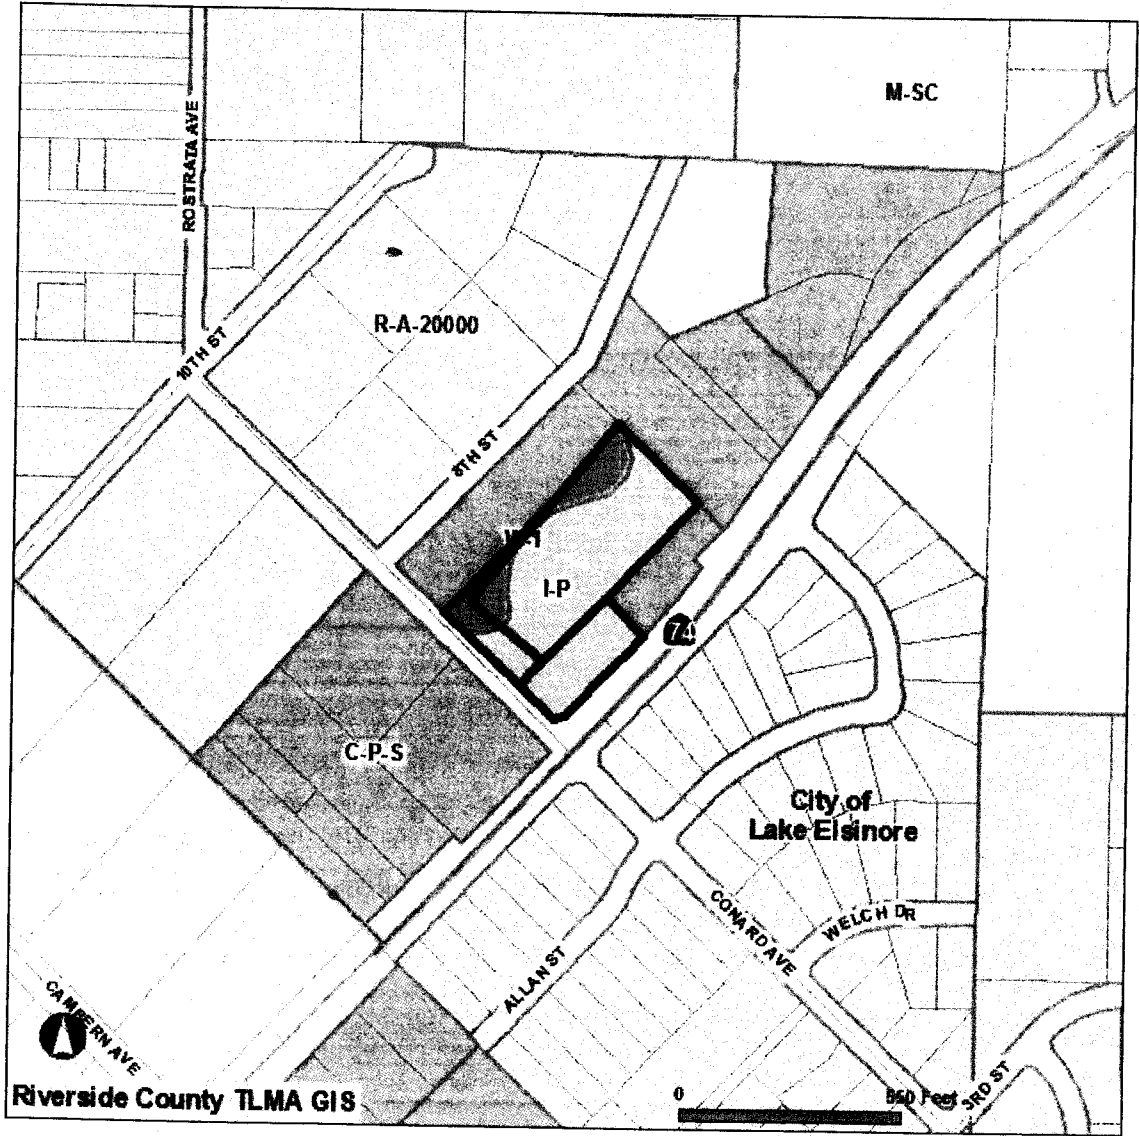 M-SC
ROSTRATA AVE
R-A-20000
10TH ST
8TH ST
W-1
I-P
74
C-P-S
City of
Lake Elsinore
CONARD AVE
WELCH DR
ALLAN ST
CAMBERN AVE
3RD ST
Riverside County TLMA GIS
0
Feet